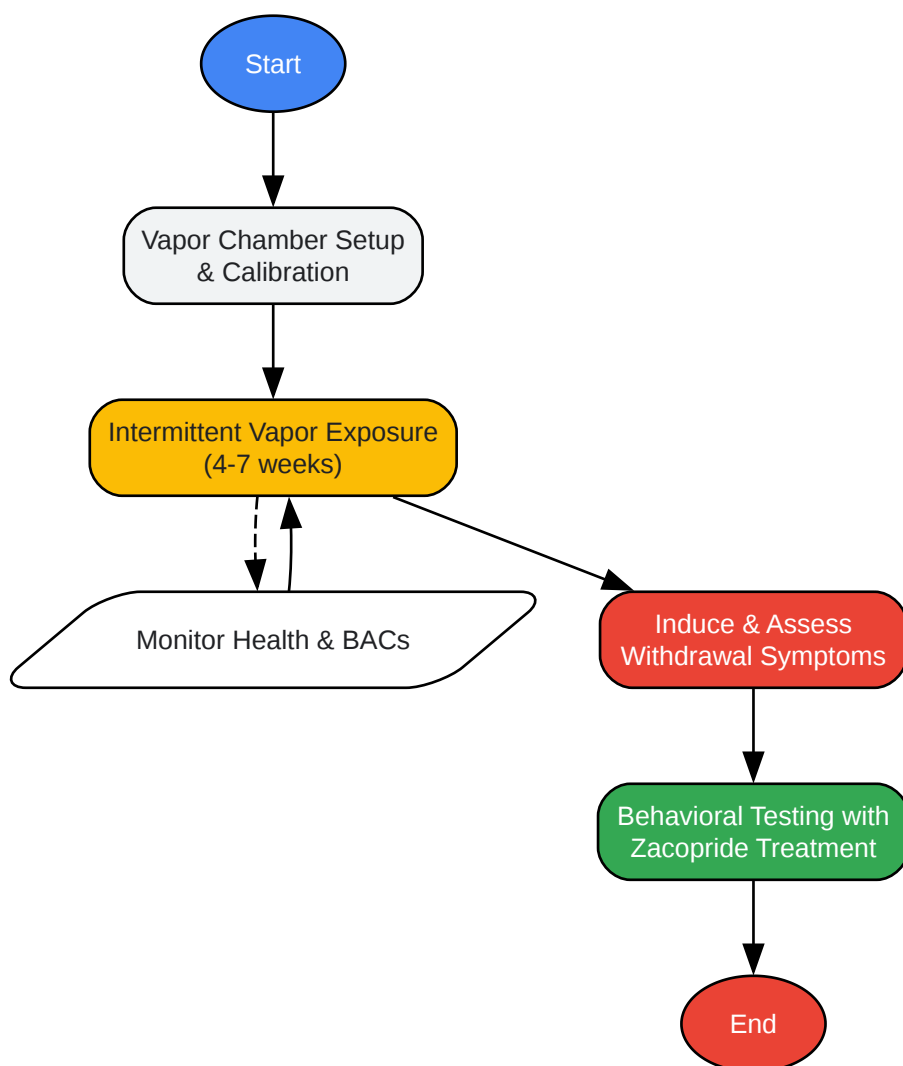 Start
Vapor Chamber Setup
& Calibration
Intermittent Vapor Exposure
(4-7 weeks)
Monitor Health & BACs
Induce & Assess
Withdrawal Symptoms
Behavioral Testing with
Zacopride Treatment
End